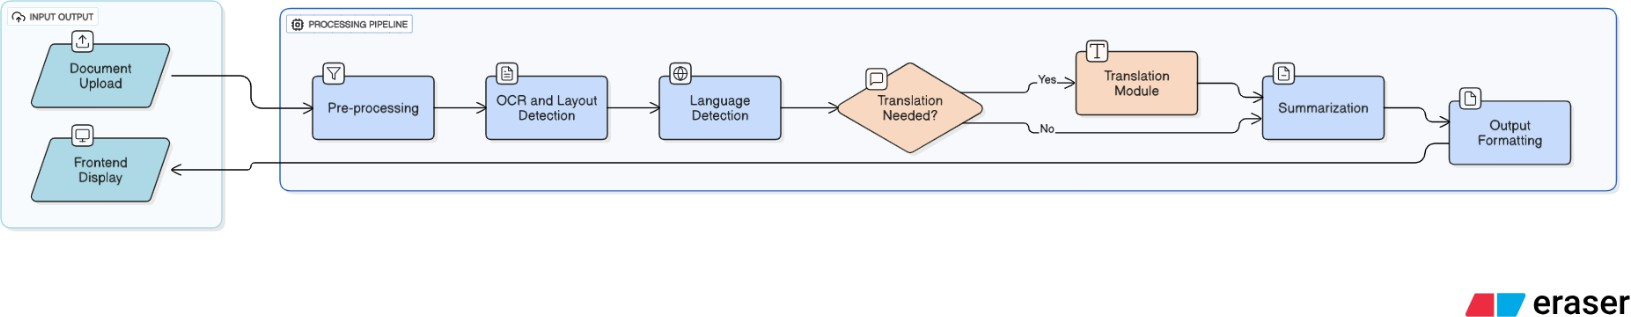 INPUT OUTPUT
Document
Upload
Frontend
Display
PROCESSING PIPELINE
Pre-processing
OCR and Layout
Detection
Language
Detection
Translation
Needed?
Yes
No
Translation
Module
Summarization
Output
Formatting
eraser